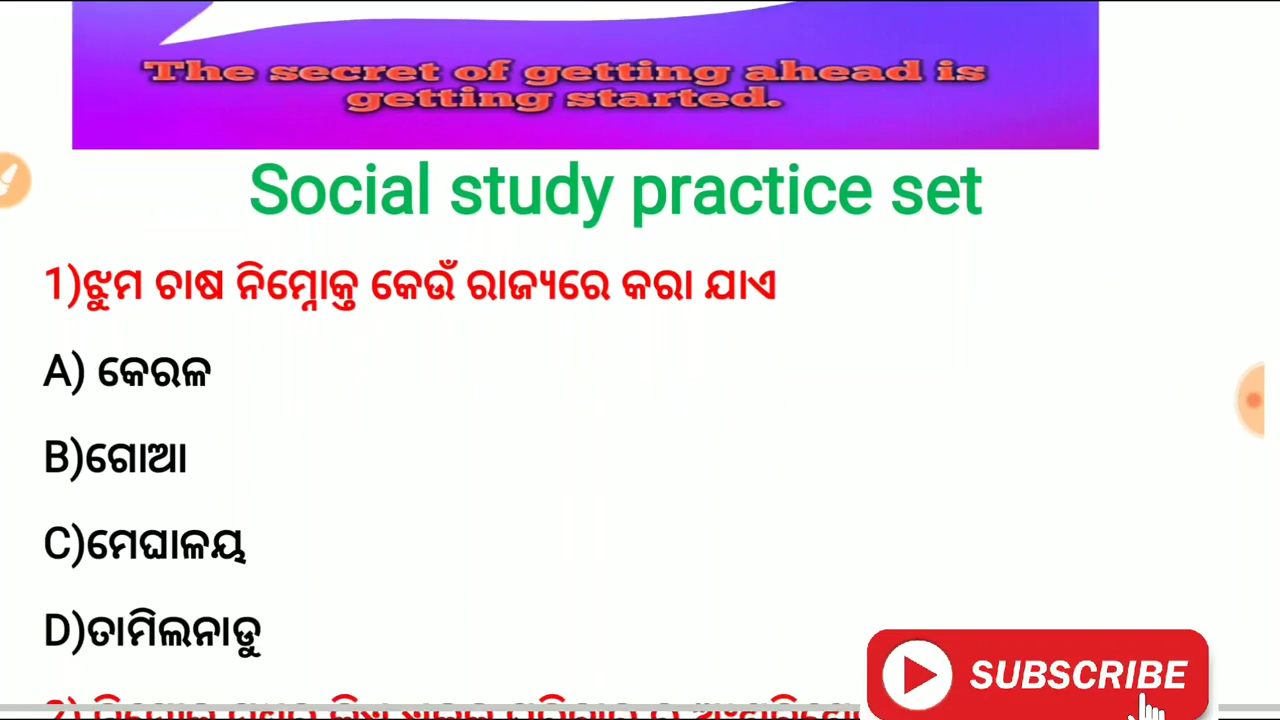 The secret of getting ahead is
getting started.
Social study practice set
1)ଝୁମ ଚାଷ ନିମ୍ନୋକ୍ତ କେଉଁ ରାଜ୍ୟରେ କରା ଯାଏ
A) କେରଳ
B)ଗୋଆ
C)ମେଘାଳୟ
D)ତାମିଲନାଡୁ
SUBSCRIBE